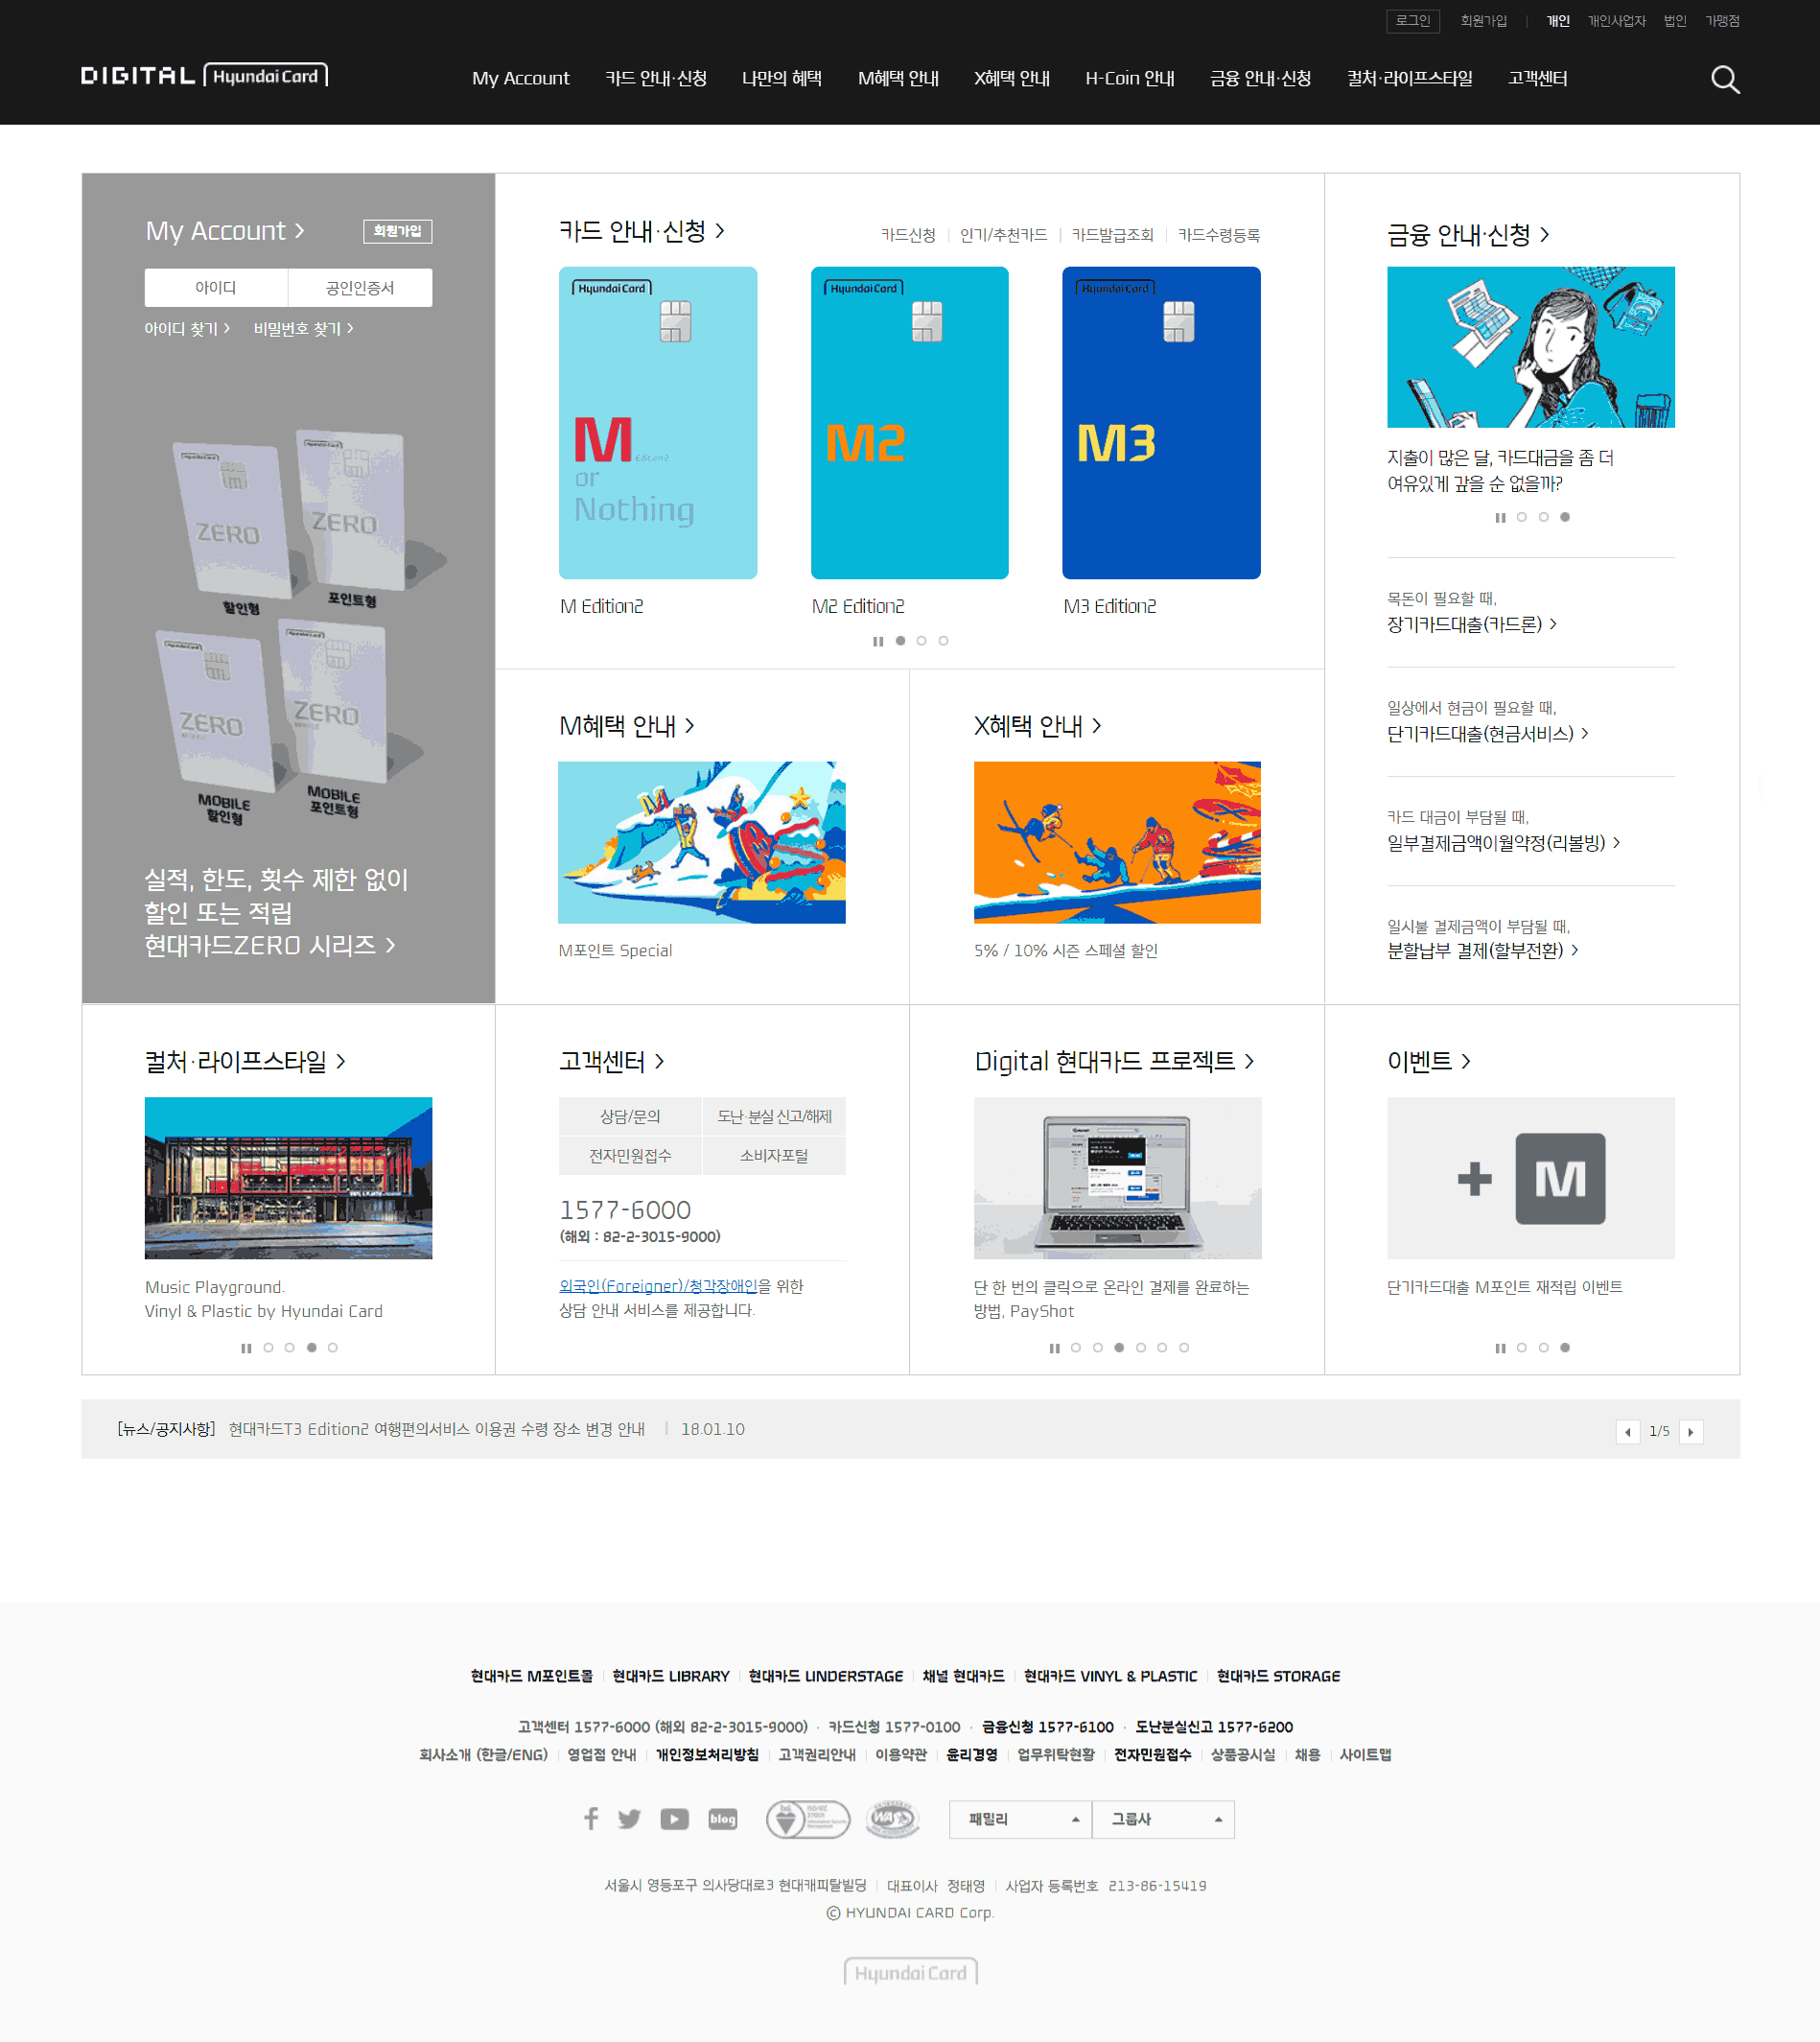 로그인 회원가입 개인 개인사업자 법인 가맹점
DIGITAL Hyundai Card
My Account 카드 안내·신청 나만의 혜택 M혜택 안내 X혜택 안내 H-Coin 안내 금융 안내·신청 컬처·라이프스타일 고객센터
My Account
회원가입
아이디 공인인증서
아이디 찾기 비밀번호 찾기
Hyundai Card
ZERO
할인형
Hyundai Card
ZERO
포인트형
Hyundai Card
ZERO
MOBILE
MOBILE
할인형
Hyundai Card
ZERO
MOBILE
MOBILE
포인트형
실적, 한도, 횟수 제한 없이
할인 또는 적립
현대카드ZERO 시리즈
카드 안내·신청
카드신청 인기/추천카드 카드발급조회 카드수령등록
Hyundai Card
M Edition2
or
Nothing
M Edition2
Hyundai Card
M2
M2 Edition2
Hyundai Card
M3
M3 Edition2
금융 안내·신청
지출이 많은 달, 카드대금을 좀 더
여유있게 갚을 순 없을까?
목돈이 필요할 때,
장기카드대출(카드론)
일상에서 현금이 필요할 때,
단기카드대출(현금서비스)
카드 대금이 부담될 때,
일부결제금액이월약정(리볼빙)
일시불 결제금액이 부담될 때,
분할납부 결제(할부전환)
M혜택 안내
M
M포인트 Special
X혜택 안내
5% / 10% 시즌 스페셜 할인
컬처·라이프스타일
Music Playground.
Vinyl & Plastic by Hyundai Card
고객센터
상담/문의 도난·분실 신고/해제
전자민원접수 소비자포털
1577-6000
(해외 : 82-2-3015-9000)
외국인(Foreigner)/청각장애인을 위한
상담 안내 서비스를 제공합니다.
Digital 현대카드 프로젝트
단 한 번의 클릭으로 온라인 결제를 완료하는
방법, PayShot
이벤트
+ M
단기카드대출 M포인트 재적립 이벤트
[뉴스/공지사항] 현대카드T3 Edition2 여행편의서비스 이용권 수령 장소 변경 안내 18.01.10
1/5
현대카드 M포인트몰 현대카드 LIBRARY 현대카드 UNDERSTAGE 채널 현대카드 현대카드 VINYL & PLASTIC 현대카드 STORAGE
고객센터 1577-6000 (해외 82-2-3015-9000) · 카드신청 1577-0100 · 금융신청 1577-6100 · 도난분실신고 1577-6200
회사소개 (한글/ENG) 영업점 안내 개인정보처리방침 고객권리안내 이용약관 윤리경영 업무위탁현황 전자민원접수 상품공시실 채용 사이트맵
blog
WA
패밀리 그룹사
서울시 영등포구 의사당대로3 현대캐피탈빌딩 대표이사 정태영 사업자 등록번호 213-86-15419
© HYUNDAI CARD Corp.
Hyundai Card